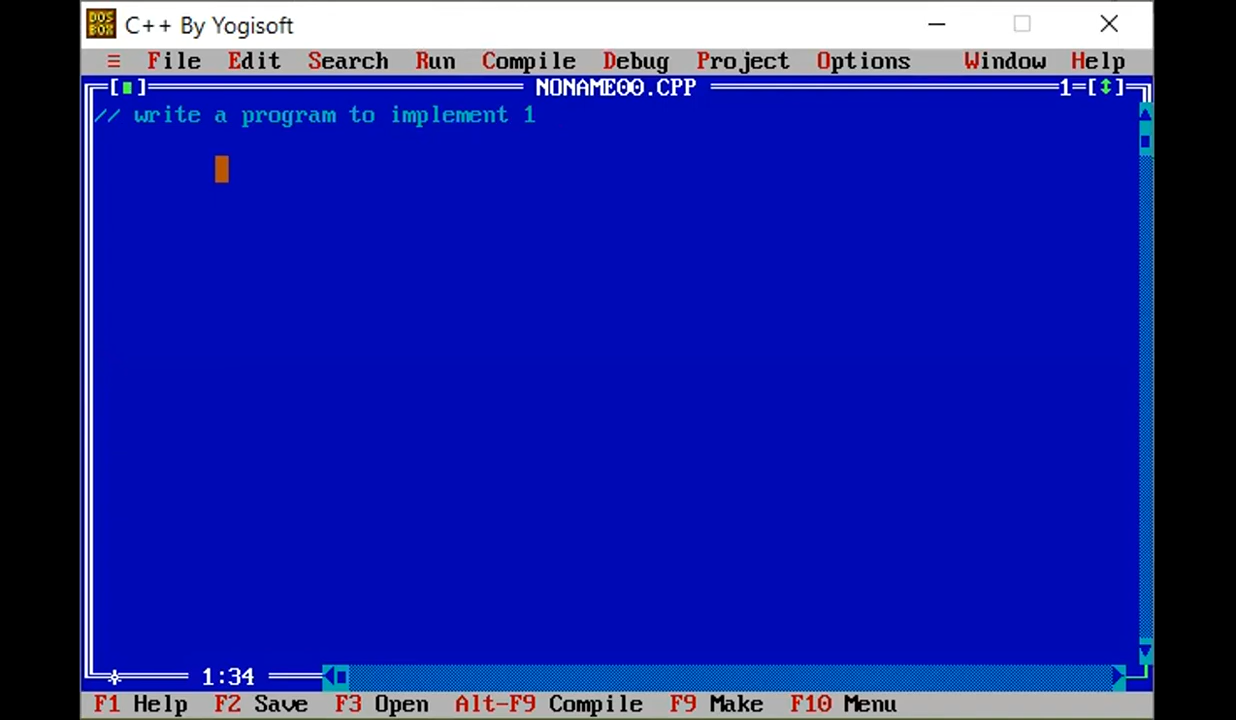 C++ By Yogisoft
≡ File Edit Search Run Compile Debug Project Options Window Help
[■] NONAME00.CPP 1=[↕]
// write a program to implement 1
1:34
F1 Help F2 Save F3 Open Alt-F9 Compile F9 Make F10 Menu